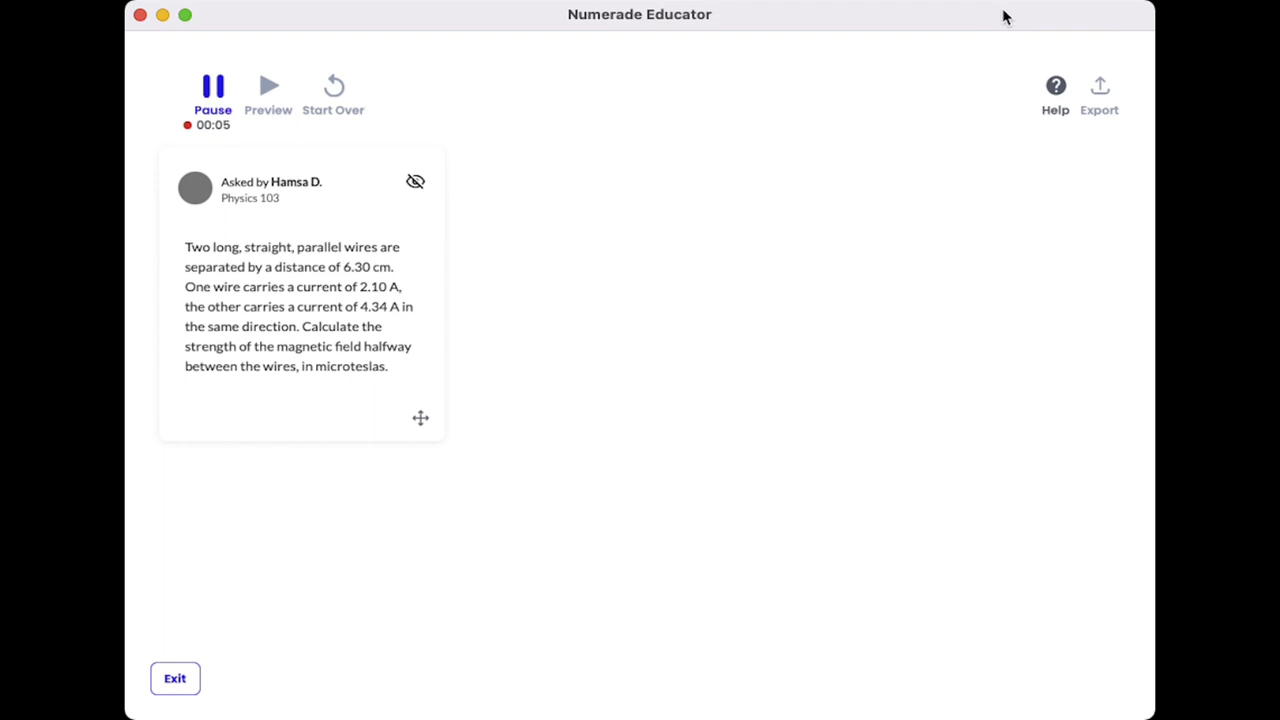 Numerade Educator
Pause
Preview
Start Over
Help
Export
00:05
Asked by Hamsa D.
Physics 103
Two long, straight, parallel wires are
separated by a distance of 6.30 cm.
One wire carries a current of 2.10 A,
the other carries a current of 4.34 A in
the same direction. Calculate the
strength of the magnetic field halfway
between the wires, in microteslas.
Exit